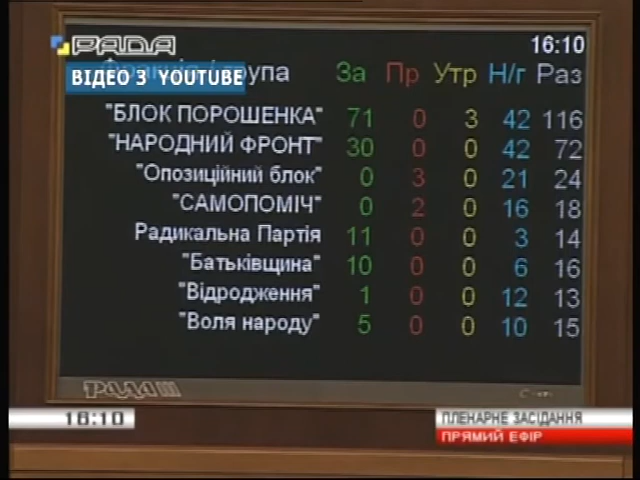 РАДА
16:10
ВІДЕО З YOUTUBE
Фракція / група За Пр Утр Н/г Раз
"БЛОК ПОРОШЕНКА" 71 0 3 42 116
"НАРОДНИЙ ФРОНТ" 30 0 0 42 72
"Опозиційний блок" 0 3 0 21 24
"САМОПОМІЧ" 0 2 0 16 18
Радикальна Партія 11 0 0 3 14
"Батьківщина" 10 0 0 6 16
"Відродження" 1 0 0 12 13
"Воля народу" 5 0 0 10 15
РАДА
16:10
ПЛЕНАРНЕ ЗАСІДАННЯ
ПРЯМИЙ ЕФІР